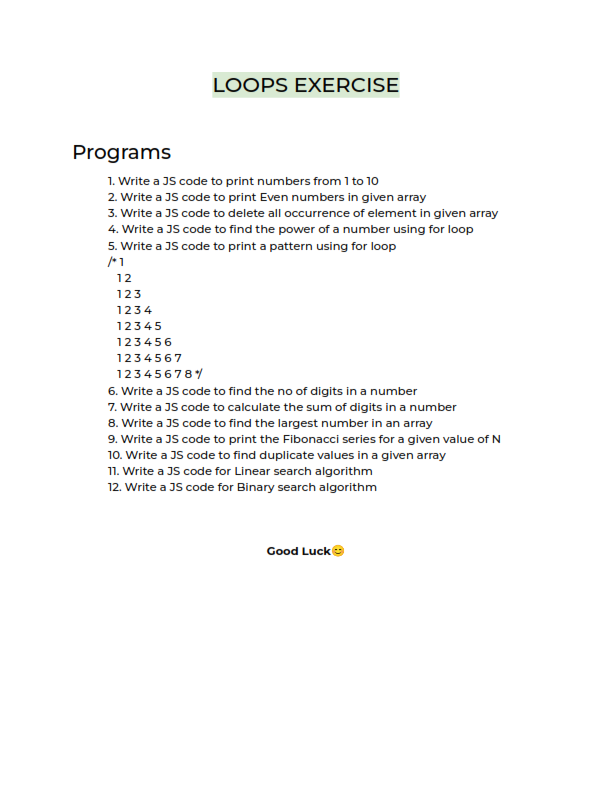 LOOPS EXERCISE
Programs
1. Write a JS code to print numbers from 1 to 10
2. Write a JS code to print Even numbers in given array
3. Write a JS code to delete all occurrence of element in given array
4. Write a JS code to find the power of a number using for loop
5. Write a JS code to print a pattern using for loop
/* 1
1 2
1 2 3
1 2 3 4
1 2 3 4 5
1 2 3 4 5 6
1 2 3 4 5 6 7
1 2 3 4 5 6 7 8 */
6. Write a JS code to find the no of digits in a number
7. Write a JS code to calculate the sum of digits in a number
8. Write a JS code to find the largest number in an array
9. Write a JS code to print the Fibonacci series for a given value of N
10. Write a JS code to find duplicate values in a given array
11. Write a JS code for Linear search algorithm
12. Write a JS code for Binary search algorithm
Good Luck😊